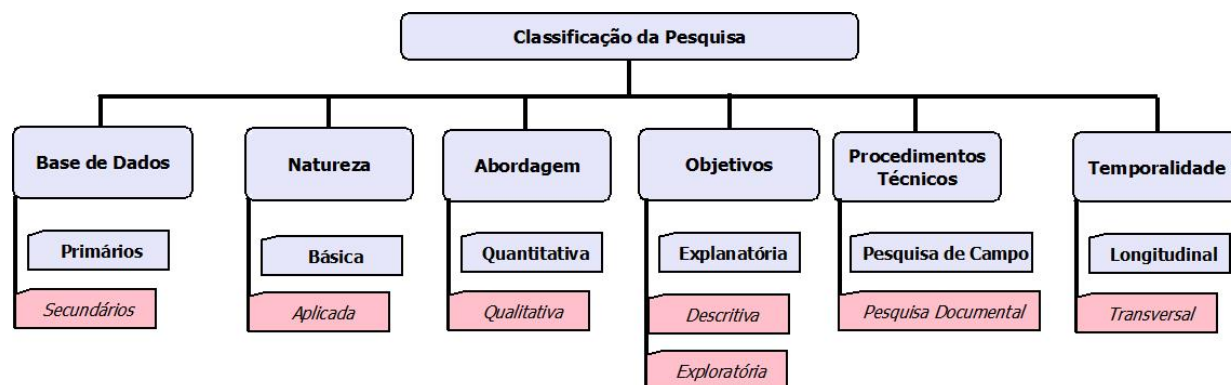 Classificação da Pesquisa
Base de Dados
Natureza
Abordagem
Objetivos
Procedimentos
Técnicos
Temporalidade
Primários
Básica
Quantitativa
Explanatória
Pesquisa de Campo
Longitudinal
Secundários
Aplicada
Qualitativa
Descritiva
Pesquisa Documental
Transversal
Exploratória